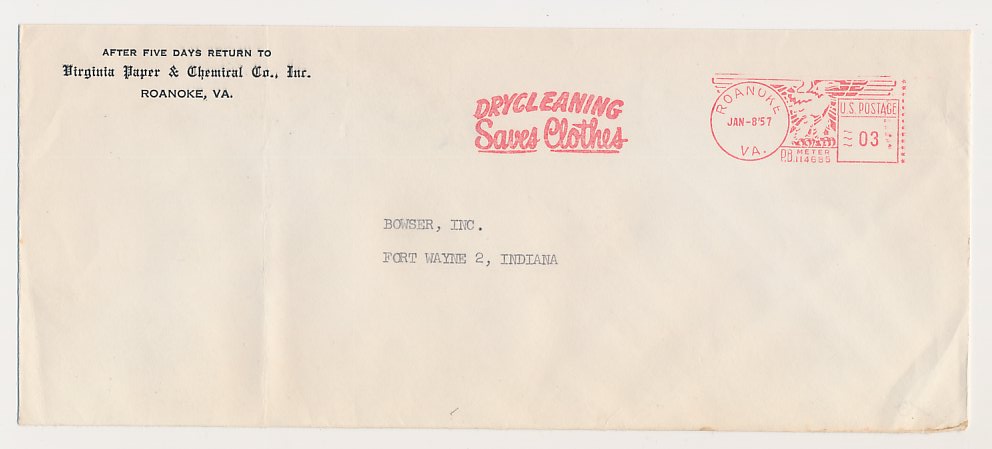 AFTER FIVE DAYS RETURN TO
Virginia Paper & Chemical Co., Inc.
ROANOKE, VA.
DRYCLEANING
Saves Clothes
ROANOKE
JAN-8'57
VA.
U.S. POSTAGE
03
P.B. METER
114685
BOWSER, INC.
FORT WAYNE 2, INDIANA